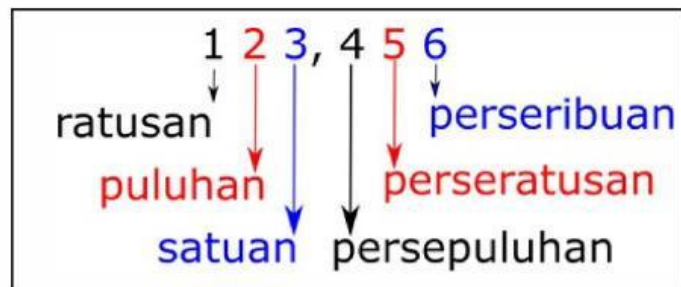 1 2 3, 4 5 6
ratusan perseribuan
puluhan perseratusan
satuan persepuluhan